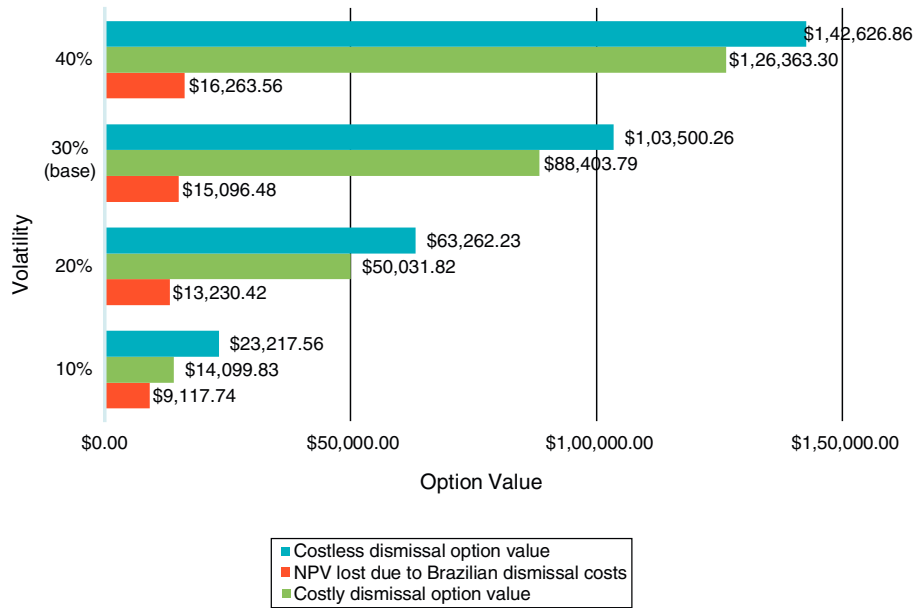 $1,42,626.86
40%
$1,26,363.30
$16,263.56
$1,03,500.26
30%
(base)
$88,403.79
$15,096.48
Volatility
$63,262.23
20%
$50,031.82
$13,230.42
$23,217.56
10%
$14,099.83
$9,117.74
$0.00 $50,000.00 $1,00,000.00 $1,50,000.00
Option Value
Costless dismissal option value
NPV lost due to Brazilian dismissal costs
Costly dismissal option value